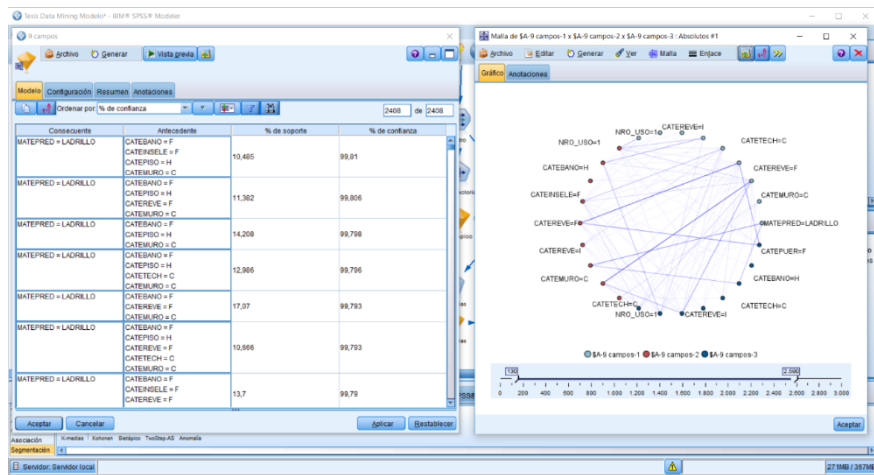 Tesis Data Mining Modelo* - IBM® SPSS® Modeler
9 campos
Archivo Generar Vista previa
Modelo Configuración Resumen Anotaciones
Ordenar por: % de confianza 2408 de 2408
Consecuente Antecedente % de soporte % de confianza
MATEPRED = LADRILLO CATEBANO = F
CATEINSELE = F
CATEPISO = H
CATEMURO = C
10,485 99,81
MATEPRED = LADRILLO CATEBANO = F
CATEPISO = H
CATEREVE = F
CATEMURO = C
11,382 99,806
MATEPRED = LADRILLO CATEBANO = F
CATEPISO = H
CATEMURO = C
14,208 99,798
MATEPRED = LADRILLO CATEBANO = F
CATEPISO = H
CATETECH = C
CATEMURO = C
12,986 99,796
MATEPRED = LADRILLO CATEBANO = F
CATEREVE = F
CATEMURO = C
17,07 99,793
MATEPRED = LADRILLO CATEBANO = F
CATEPISO = H
CATEREVE = F
CATETECH = C
CATEMURO = C
10,666 99,793
MATEPRED = LADRILLO CATEBANO = F
CATEINSELE = F
CATEREVE = F
13,7 99,79
Aceptar Cancelar Aplicar Restablecer
Asociación K-medias Kohonen Bietápico TwoStep-AS Anomalía
Segmentación
Servidor: Servidor local 271MB / 367MB
Malla de $A-9 campos-1 x $A-9 campos-2 x $A-9 campos-3 : Absolutos #1
Archivo Editar Generar Ver Malla Enlace
Gráfico Anotaciones
CATEREVE=I
NRO_USO=1
NRO_USO=1
CATETECH=C
CATEBANO=H
CATEREVE=F
CATEINSELE=F
CATEMURO=C
CATEREVE=F
MATEPRED=LADRILLO
CATEREVE=I
CATEPUER=F
CATEMURO=C
CATEBANO=H
CATETECH=C
CATETECH=C
NRO_USO=1
CATEREVE=I
$A-9 campos-1 $A-9 campos-2 $A-9 campos-3
130 2.590
0 200 400 600 800 1.000 1.200 1.400 1.600 1.800 2.000 2.200 2.400 2.600 2.800 3.000
Aceptar